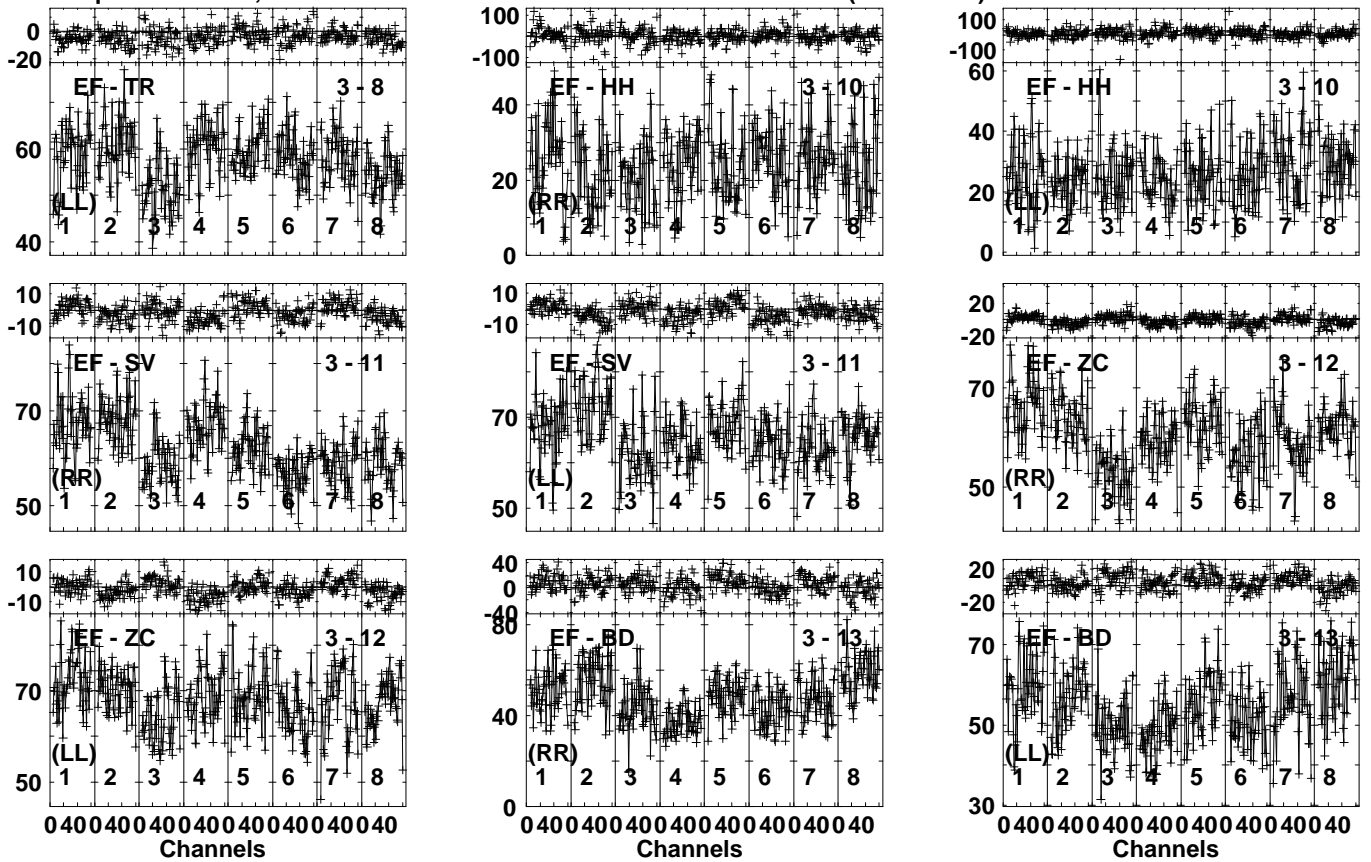 0 100 100
-20 -100 -100
EF - TR 3 - 8 EF - HH 3 - 10 EF - HH 3 - 10
60 40 60
40 20 40
(LL) (RR) 20 (LL)
1 2 3 4 5 6 7 8 1 2 3 4 5 6 7 8 1 2 3 4 5 6 7 8
40 0 0
10 10 20
-10 -10 -20
EF - SV 3 - 11 EF - SV 3 - 11 EF - ZC 3 - 12
70 70 70
(RR) (LL) (RR)
50 50 50
1 2 3 4 5 6 7 8 1 2 3 4 5 6 7 8 1 2 3 4 5 6 7 8
10 40 20
-10 0 -20
-40
EF - ZC 3 - 12 EF - BD 3 - 13 EF - BD 3 - 13
80 70
70 40 50
(LL) (RR) (LL)
50 0 30
1 2 3 4 5 6 7 8 1 2 3 4 5 6 7 8 1 2 3 4 5 6 7 8
0 40 0 40 0 40 0 40 0 40 0 40 0 40 0 40 0 40 0 40 0 40 0 40 0 40 0 40 0 40 0 40 0 40 0 40 0 40 0 40 0 40 0 40 0 40 0 40
Channels Channels Channels